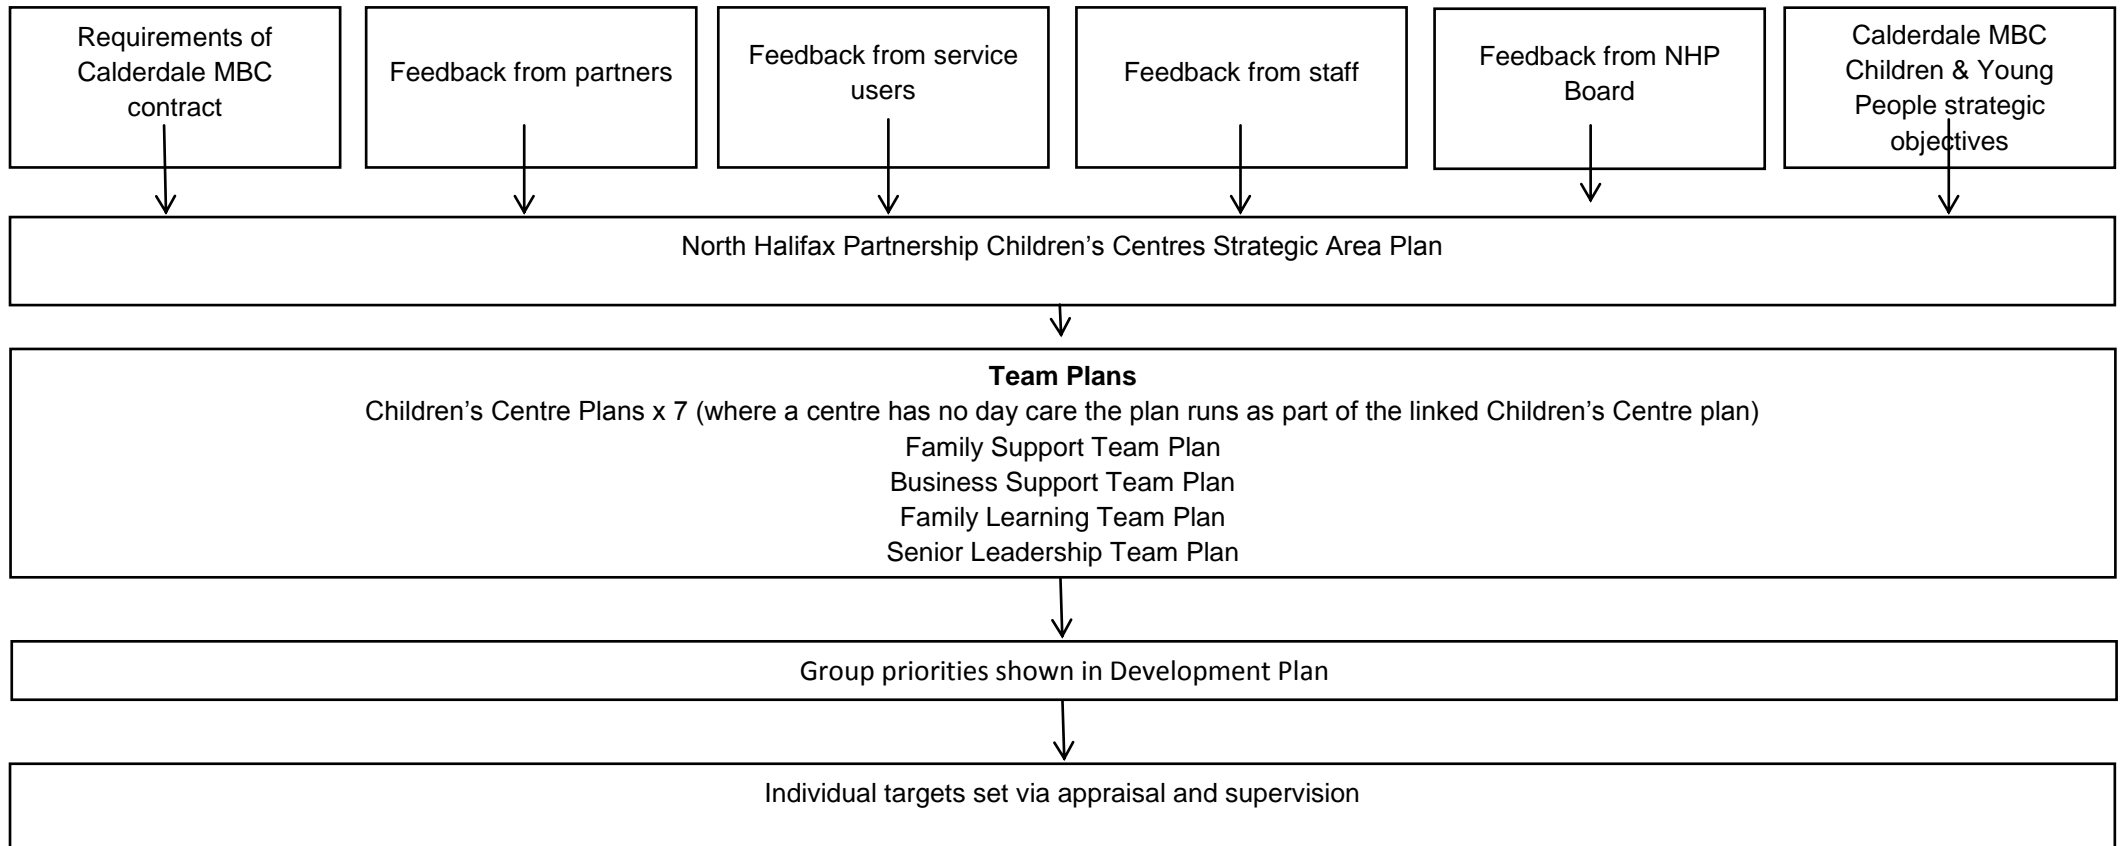 Requirements of
Calderdale MBC
contract
Feedback from partners
Feedback from service
users
Feedback from staff
Feedback from NHP
Board
Calderdale MBC
Children & Young
People strategic
objectives
North Halifax Partnership Children’s Centres Strategic Area Plan
Team Plans
Children’s Centre Plans x 7 (where a centre has no day care the plan runs as part of the linked Children’s Centre plan)
Family Support Team Plan
Business Support Team Plan
Family Learning Team Plan
Senior Leadership Team Plan
Group priorities shown in Development Plan
Individual targets set via appraisal and supervision